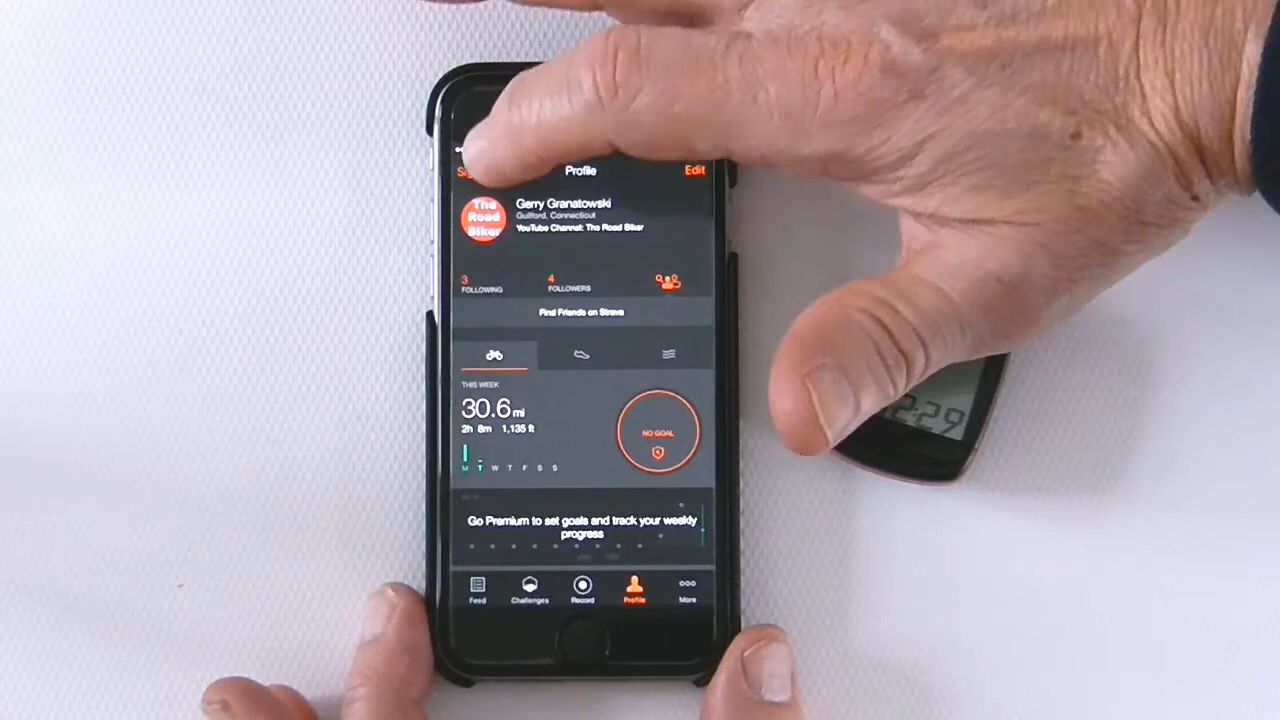 Profile
Edit
The
Road
Biker
Gerry Granatowski
Guilford, Connecticut
YouTube Channel: The Road Biker
3
FOLLOWING
4
FOLLOWERS
Find Friends on Strava
THIS WEEK
30.6 mi
2h 8m 1,135 ft
NO GOAL
M T W T F S S
Go Premium to set goals and track your weekly
progress
Feed
Challenges
Record
Profile
More
2:29